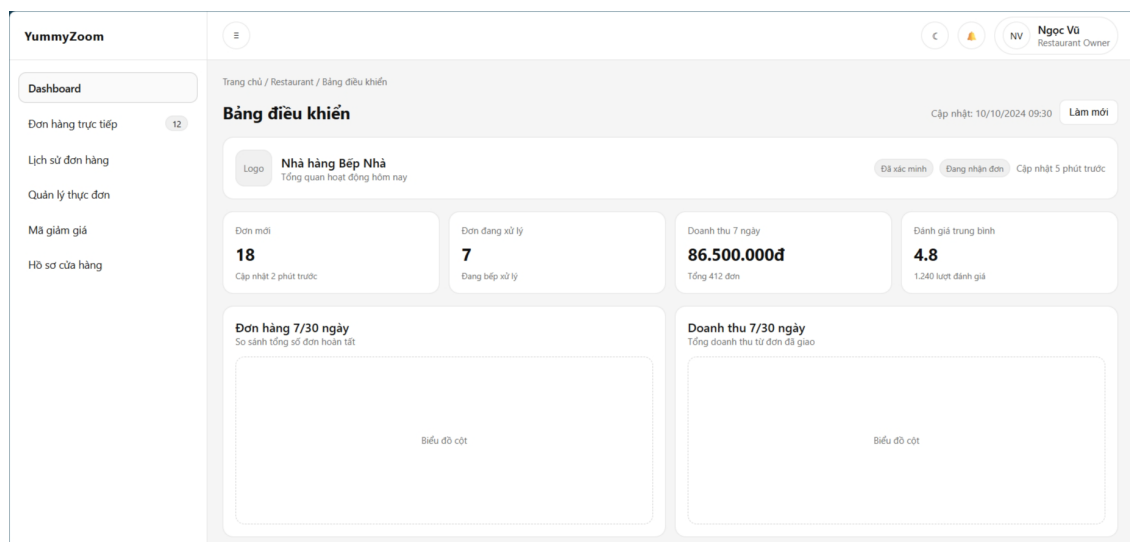 YummyZoom
Ngọc Vũ
NV
Restaurant Owner
Dashboard
Đơn hàng trực tiếp 12
Lịch sử đơn hàng
Quản lý thực đơn
Mã giảm giá
Hồ sơ cửa hàng
Trang chủ / Restaurant / Bảng điều khiển
Bảng điều khiển
Cập nhật: 10/10/2024 09:30 Làm mới
Logo
Nhà hàng Bếp Nhà
Tổng quan hoạt động hôm nay
Đã xác minh Đang nhận đơn Cập nhật 5 phút trước
Đơn mới
18
Cập nhật 2 phút trước
Đơn đang xử lý
7
Đang bếp xử lý
Doanh thu 7 ngày
86.500.000đ
Tổng 412 đơn
Đánh giá trung bình
4.8
1.240 lượt đánh giá
Đơn hàng 7/30 ngày
So sánh tổng số đơn hoàn tất
Biểu đồ cột
Doanh thu 7/30 ngày
Tổng doanh thu từ đơn đã giao
Biểu đồ cột